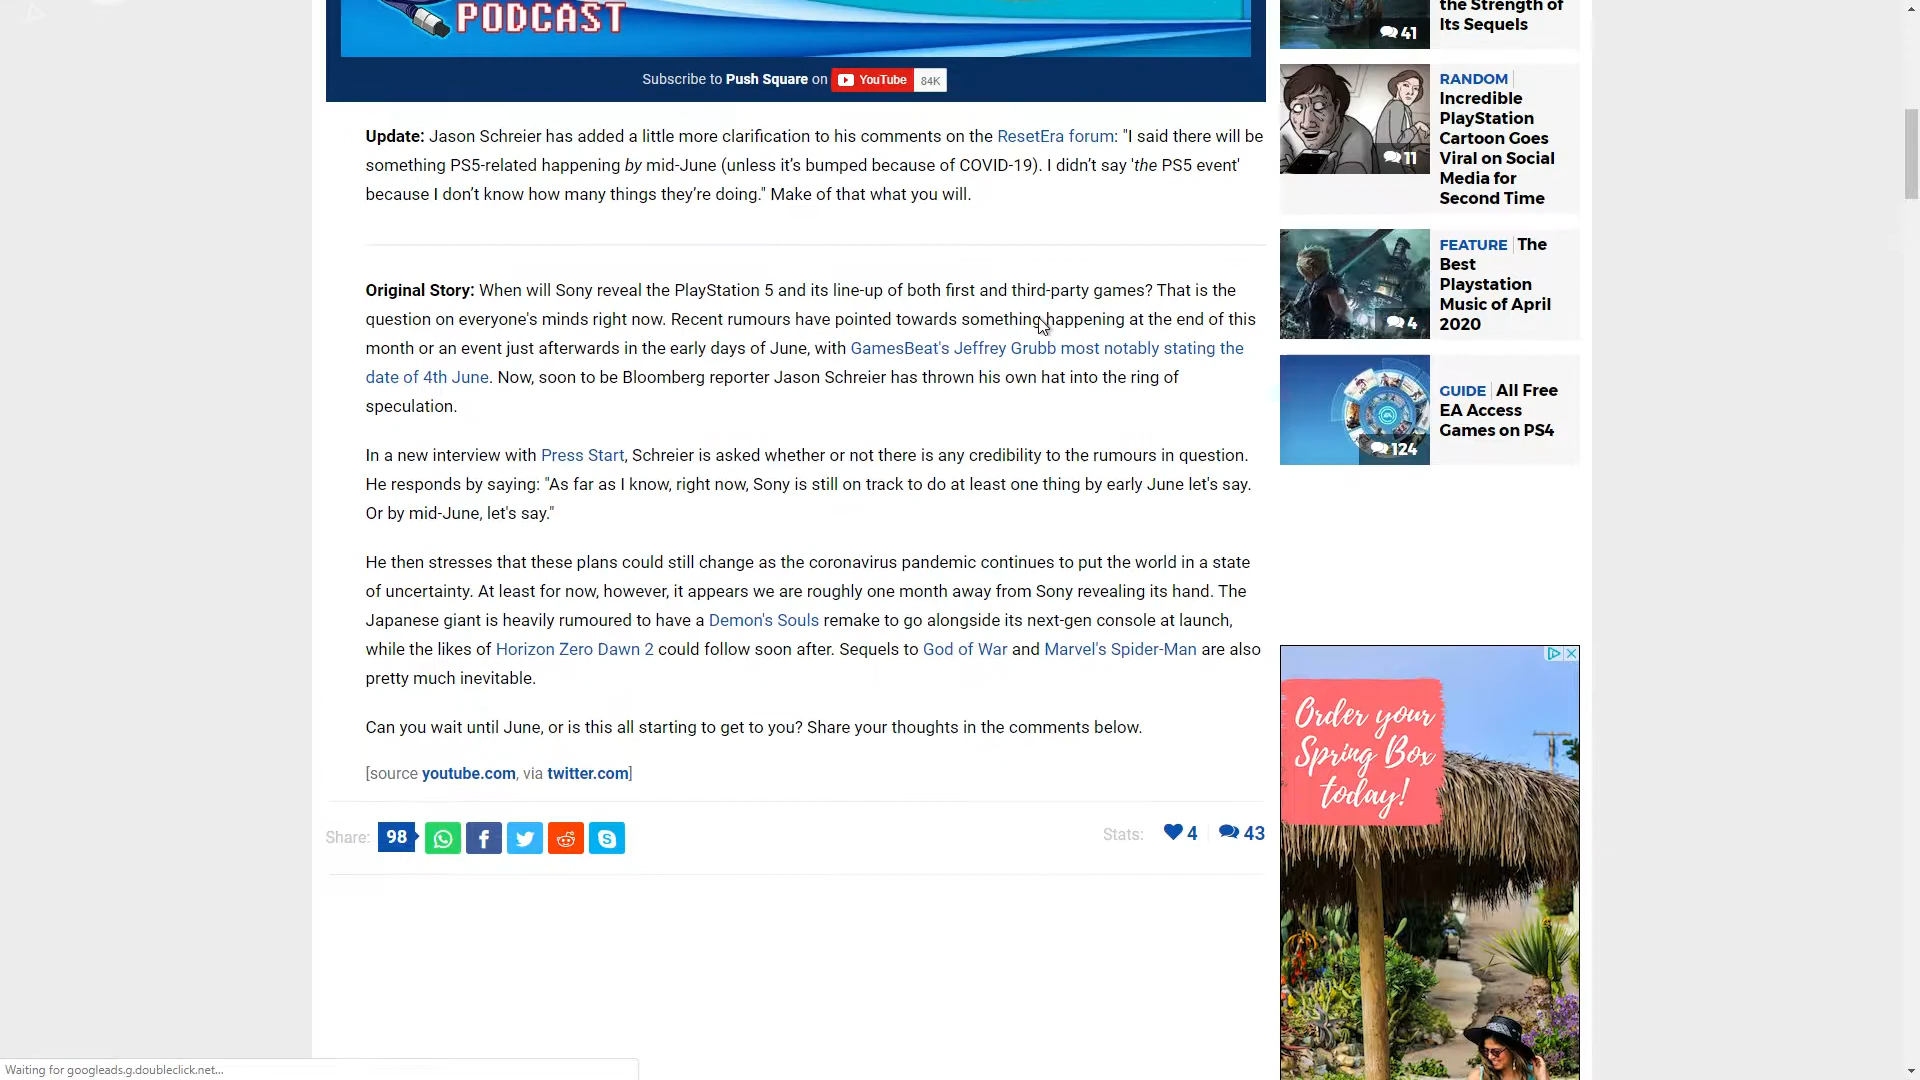 PODCAST
Subscribe to Push Square on YouTube 84K
Update: Jason Schreier has added a little more clarification to his comments on the ResetEra forum: "I said there will be
something PS5-related happening by mid-June (unless it’s bumped because of COVID-19). I didn’t say 'the PS5 event'
because I don’t know how many things they’re doing." Make of that what you will.
Original Story: When will Sony reveal the PlayStation 5 and its line-up of both first and third-party games? That is the
question on everyone's minds right now. Recent rumours have pointed towards something happening at the end of this
month or an event just afterwards in the early days of June, with GamesBeat's Jeffrey Grubb most notably stating the
date of 4th June. Now, soon to be Bloomberg reporter Jason Schreier has thrown his own hat into the ring of
speculation.
In a new interview with Press Start, Schreier is asked whether or not there is any credibility to the rumours in question.
He responds by saying: "As far as I know, right now, Sony is still on track to do at least one thing by early June let's say.
Or by mid-June, let's say."
He then stresses that these plans could still change as the coronavirus pandemic continues to put the world in a state
of uncertainty. At least for now, however, it appears we are roughly one month away from Sony revealing its hand. The
Japanese giant is heavily rumoured to have a Demon's Souls remake to go alongside its next-gen console at launch,
while the likes of Horizon Zero Dawn 2 could follow soon after. Sequels to God of War and Marvel's Spider-Man are also
pretty much inevitable.
Can you wait until June, or is this all starting to get to you? Share your thoughts in the comments below.
[source youtube.com, via twitter.com]
Share: 98
Stats: 4 43
the Strength of
Its Sequels
41
RANDOM
Incredible
PlayStation
Cartoon Goes
Viral on Social
Media for
Second Time
11
FEATURE The
Best
Playstation
Music of April
2020
4
GUIDE All Free
EA Access
Games on PS4
124
Order your
Spring Box
today!
Waiting for googleads.g.doubleclick.net...